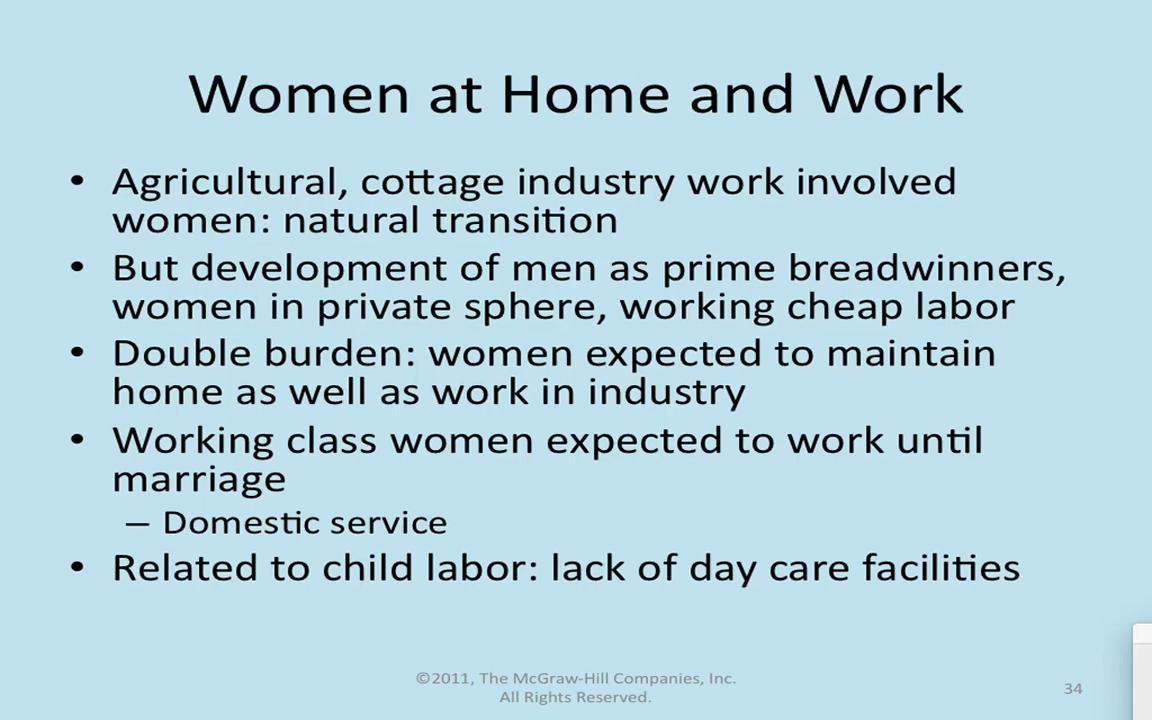 Women at Home and Work
• Agricultural, cottage industry work involved
women: natural transition
• But development of men as prime breadwinners,
women in private sphere, working cheap labor
• Double burden: women expected to maintain
home as well as work in industry
• Working class women expected to work until
marriage
– Domestic service
• Related to child labor: lack of day care facilities
©2011, The McGraw-Hill Companies, Inc.
All Rights Reserved.
34